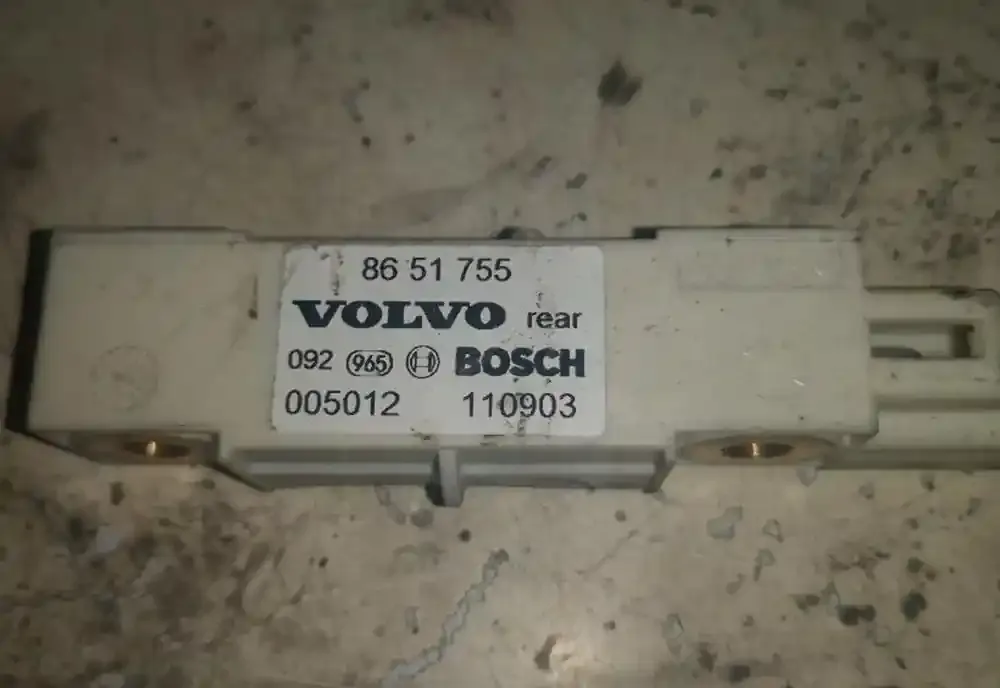 86 51 755
VOLVO rear
092 965 BOSCH
005012 110903